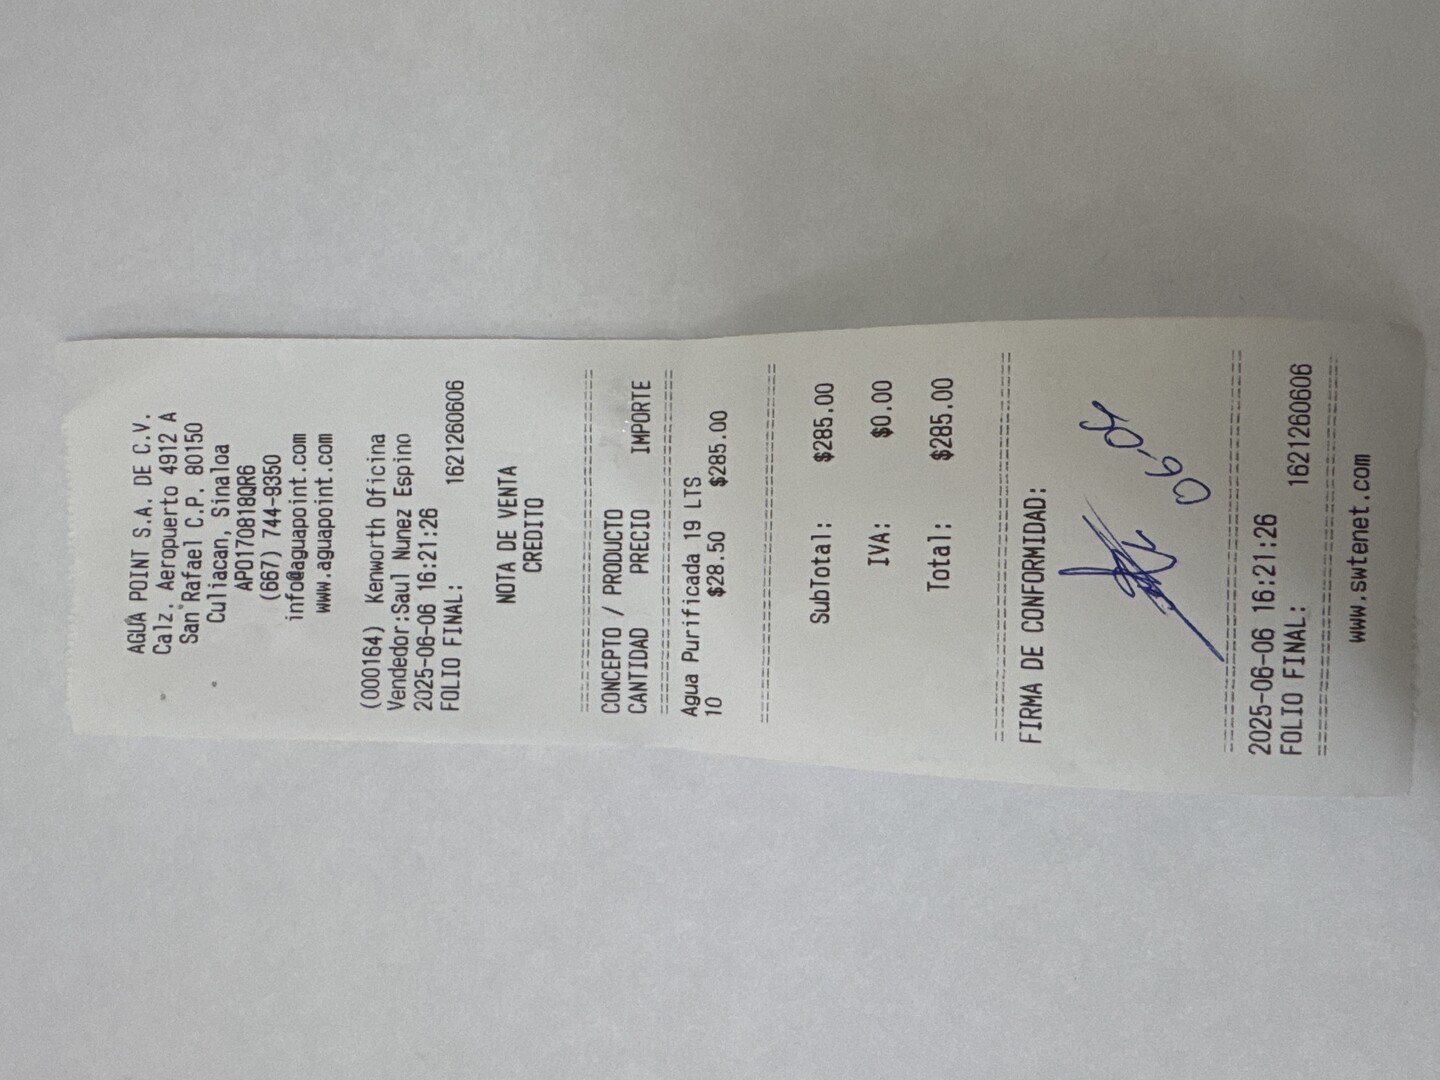 AGUA POINT S.A. DE C.V.
Calz. Aeropuerto 4912 A
San Rafael C.P. 80150
Culiacan, Sinaloa
APO170818QR6
(667) 744-9350
info@aguapoint.com
www.aguapoint.com
(000164) Kenworth Oficina
Vendedor:Saul Nunez Espino
2025-06-06 16:21:26
FOLIO FINAL: 1621260606
NOTA DE VENTA
CREDITO
CONCEPTO / PRODUCTO
CANTIDAD PRECIO IMPORTE
Agua Purificada 19 LTS
10 $28.50 $285.00
SubTotal: $285.00
IVA: $0.00
Total: $285.00
FIRMA DE CONFORMIDAD:
2025-06-06 16:21:26
FOLIO FINAL: 1621260606
www.swtenet.com